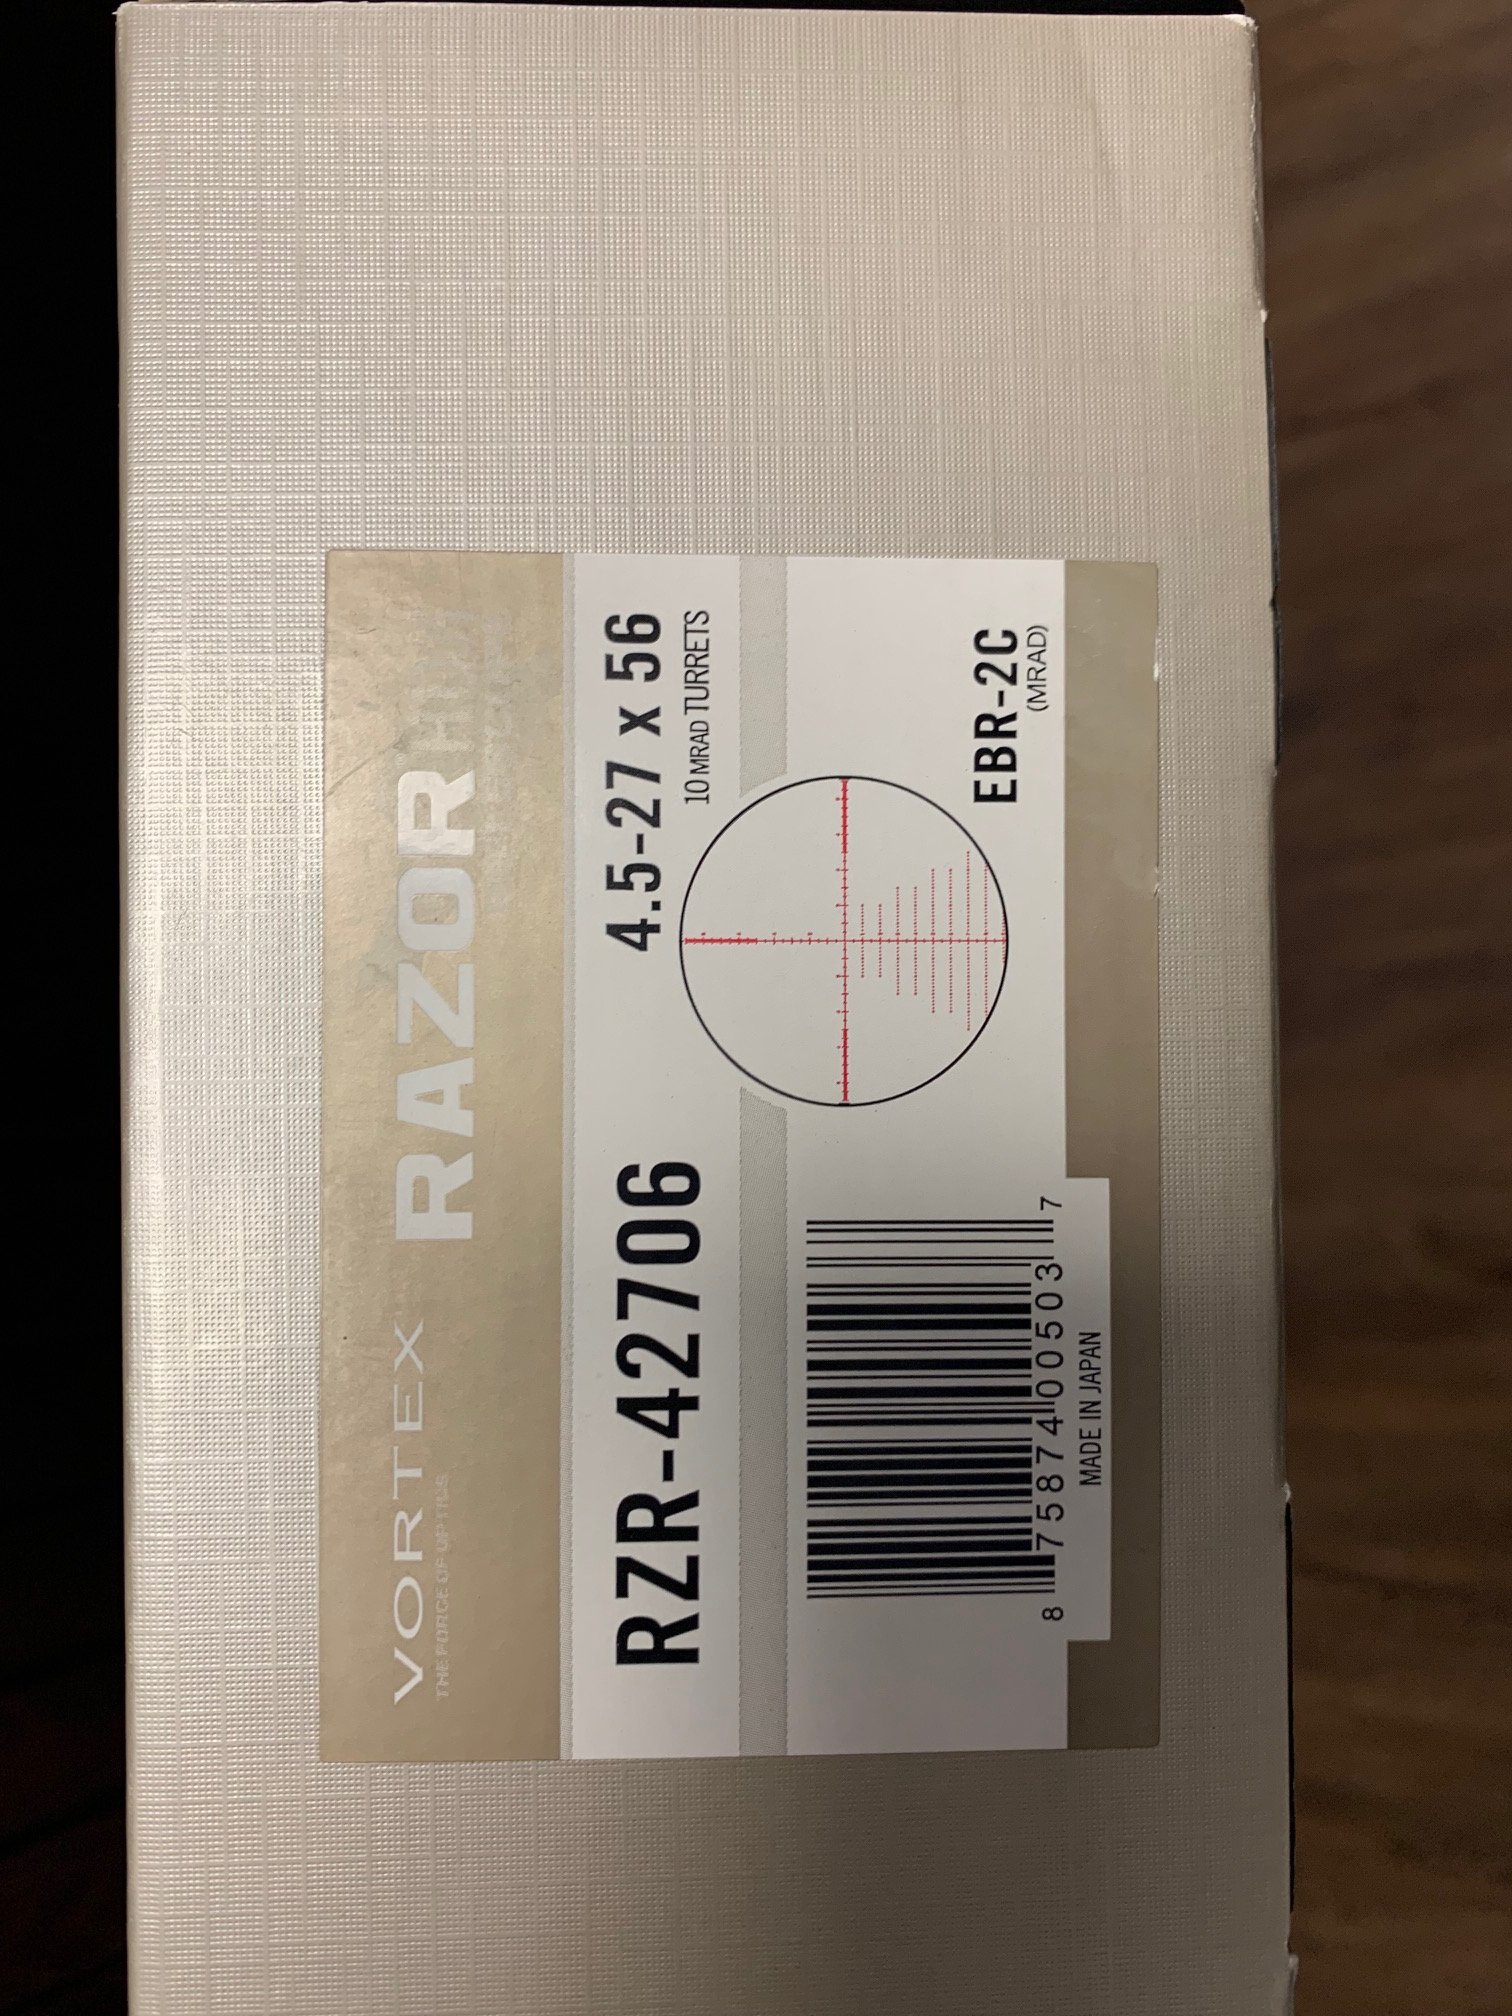 VORTEX
THE FORCE OF OPTICS
RAZOR HD
RZR-42706
4.5-27 x 56
10 MRAD TURRETS
EBR-2C
(MRAD)
8 75874 00503 7
MADE IN JAPAN